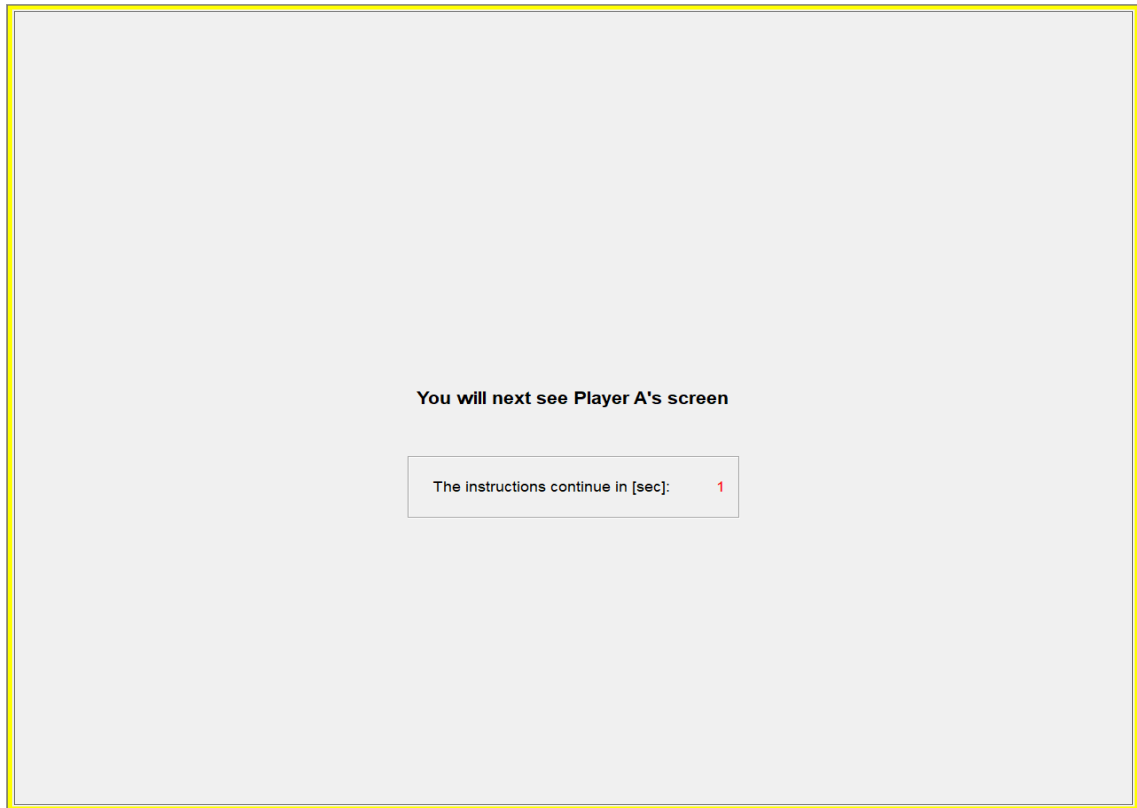 You will next see Player A's screen
The instructions continue in [sec]: 1